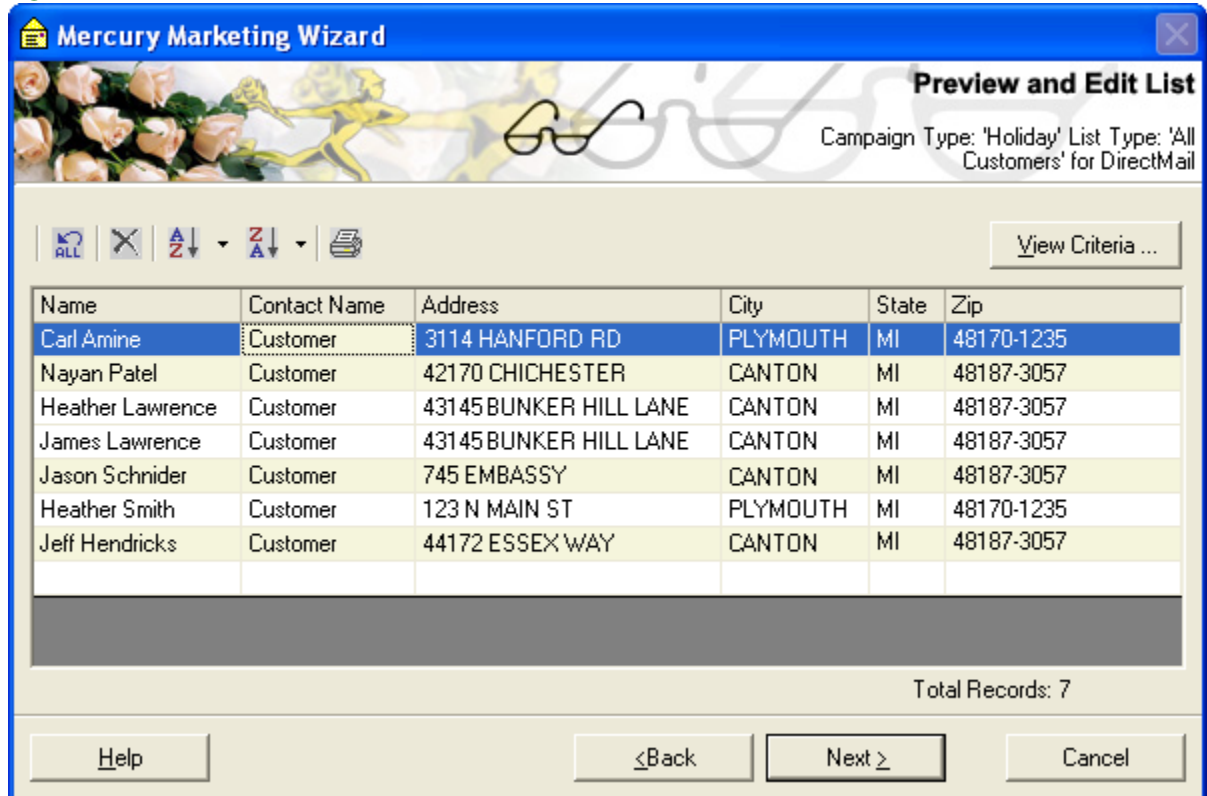 Mercury Marketing Wizard
Preview and Edit List
Campaign Type: 'Holiday' List Type: 'All
Customers' for DirectMail
ALL A Z Z A View Criteria ...
Name Contact Name Address City State Zip
Carl Amine Customer 3114 HANFORD RD PLYMOUTH MI 48170-1235
Nayan Patel Customer 42170 CHICHESTER CANTON MI 48187-3057
Heather Lawrence Customer 43145 BUNKER HILL LANE CANTON MI 48187-3057
James Lawrence Customer 43145 BUNKER HILL LANE CANTON MI 48187-3057
Jason Schnider Customer 745 EMBASSY CANTON MI 48187-3057
Heather Smith Customer 123 N MAIN ST PLYMOUTH MI 48170-1235
Jeff Hendricks Customer 44172 ESSEX WAY CANTON MI 48187-3057
Total Records: 7
Help <Back Next > Cancel